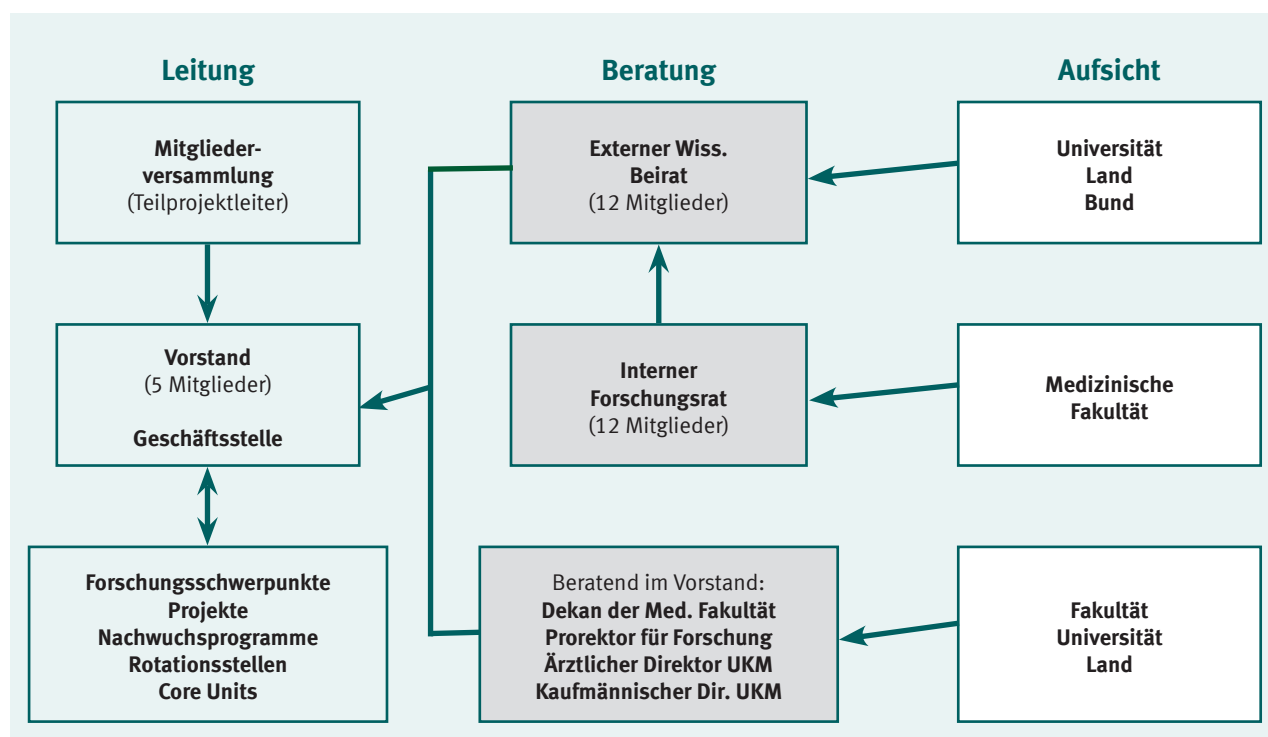 Leitung
Mitglieder-
versammlung
(Teilprojektleiter)
Vorstand
(5 Mitglieder)
Geschäftsstelle
Forschungsschwerpunkte
Projekte
Nachwuchsprogramme
Rotationsstellen
Core Units
Beratung
Externer Wiss.
Beirat
(12 Mitglieder)
Interner
Forschungsrat
(12 Mitglieder)
Beratend im Vorstand:
Dekan der Med. Fakultät
Prorektor für Forschung
Ärztlicher Direktor UKM
Kaufmännischer Dir. UKM
Aufsicht
Universität
Land
Bund
Medizinische
Fakultät
Fakultät
Universität
Land